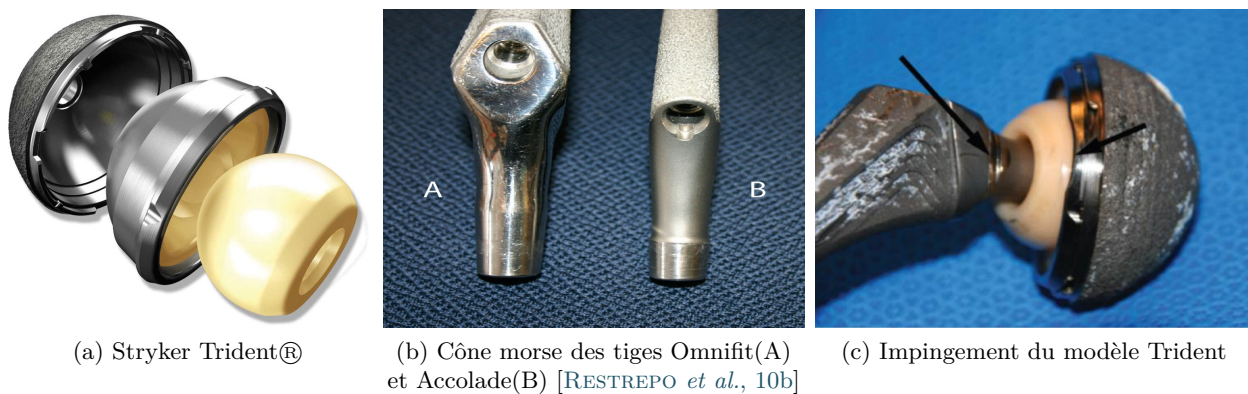 A
B
(a) Stryker Trident®
(b) Cône morse des tiges Omnifit(A)
et Accolade(B) [RESTREPO et al., 10b]
(c) Impingement du modèle Trident